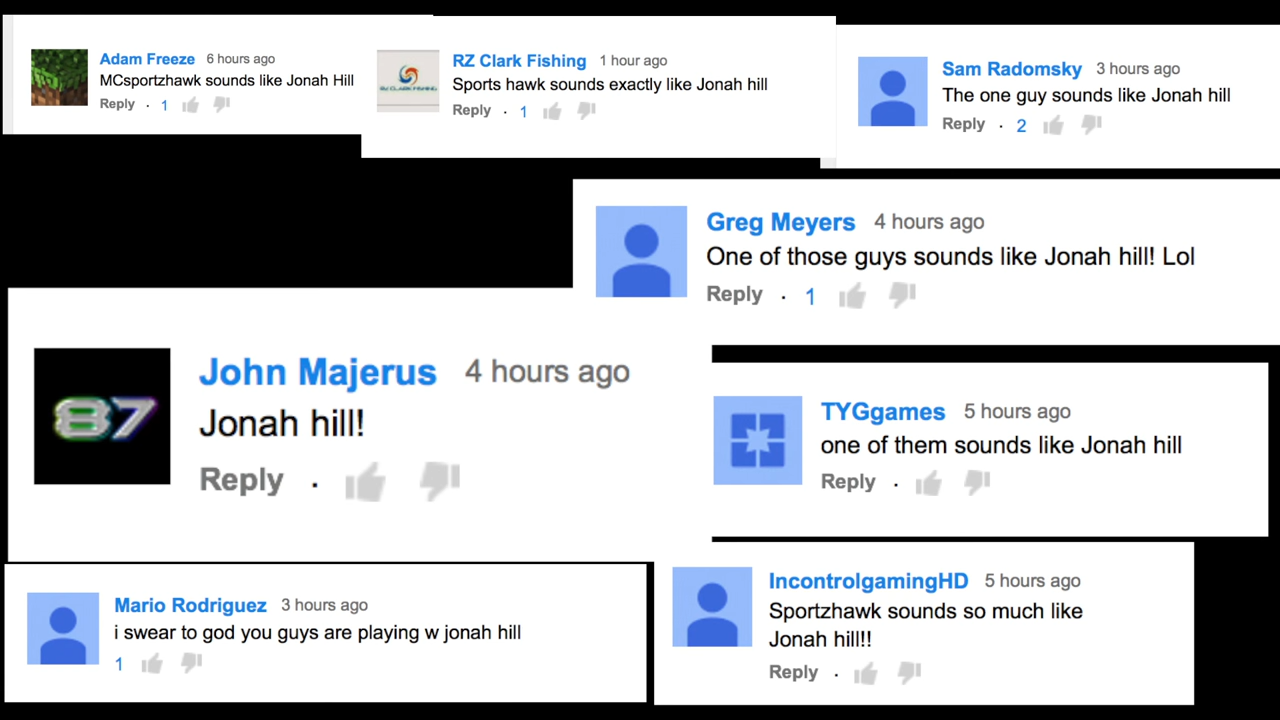 Adam Freeze 6 hours ago
MCsportzhawk sounds like Jonah Hill
Reply · 1
RZ CLARK FISHING
RZ Clark Fishing 1 hour ago
Sports hawk sounds exactly like Jonah hill
Reply · 1
Sam Radomsky 3 hours ago
The one guy sounds like Jonah hill
Reply · 2
Greg Meyers 4 hours ago
One of those guys sounds like Jonah hill! Lol
Reply · 1
87
John Majerus 4 hours ago
Jonah hill!
Reply ·
TYGgames 5 hours ago
one of them sounds like Jonah hill
Reply ·
Mario Rodriguez 3 hours ago
i swear to god you guys are playing w jonah hill
1
IncontrolgamingHD 5 hours ago
Sportzhawk sounds so much like
Jonah hill!!
Reply ·